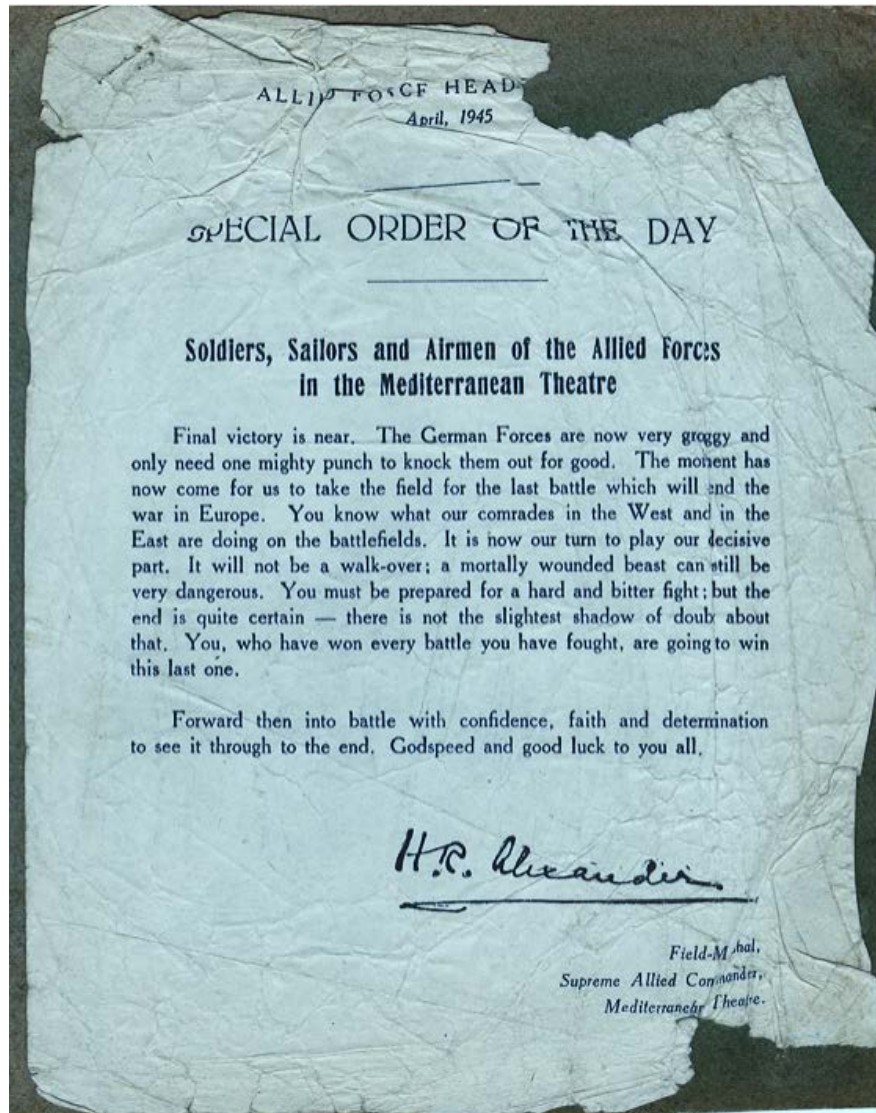 ALLIED FORCE HEAD
April, 1945
SPECIAL ORDER OF THE DAY
Soldiers, Sailors and Airmen of the Allied Forces
in the Mediterranean Theatre
Final victory is near. The German Forces are now very groggy and
only need one mighty punch to knock them out for good. The moment has
now come for us to take the field for the last battle which will end the
war in Europe. You know what our comrades in the West and in the
East are doing on the battlefields. It is now our turn to play our decisive
part. It will not be a walk-over; a mortally wounded beast can still be
very dangerous. You must be prepared for a hard and bitter fight; but the
end is quite certain — there is not the slightest shadow of doub about
that. You, who have won every battle you have fought, are going to win
this last one.
Forward then into battle with confidence, faith and determination
to see it through to the end. Godspeed and good luck to you all.
H.R. Alexander.
Field-M hal,
Supreme Allied Commander,
Mediterranean Theatre.